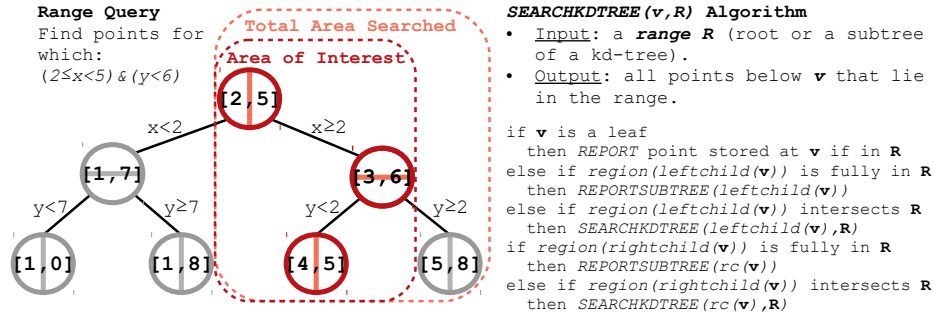 Range Query
Find points for
which:
(2≤x<5)&(y<6)
Total Area Searched
Area of Interest
[2,5]
x<2
x≥2
[1,7]
[3,6]
y<7
y≥7
y<2
y≥2
[1,0]
[1,8]
[4,5]
[5,8]
SEARCHKDTREE(v,R) Algorithm
• Input: a range R (root or a subtree
of a kd-tree).
• Output: all points below v that lie
in the range.
if v is a leaf
then REPORT point stored at v if in R
else if region(leftchild(v)) is fully in R
then REPORTSUBTREE(leftchild(v))
else if region(leftchild(v)) intersects R
then SEARCHKDTREE(leftchild(v),R)
if region(rightchild(v)) is fully in R
then REPORTSUBTREE(rc(v))
else if region(rightchild(v)) intersects R
then SEARCHKDTREE(rc(v),R)